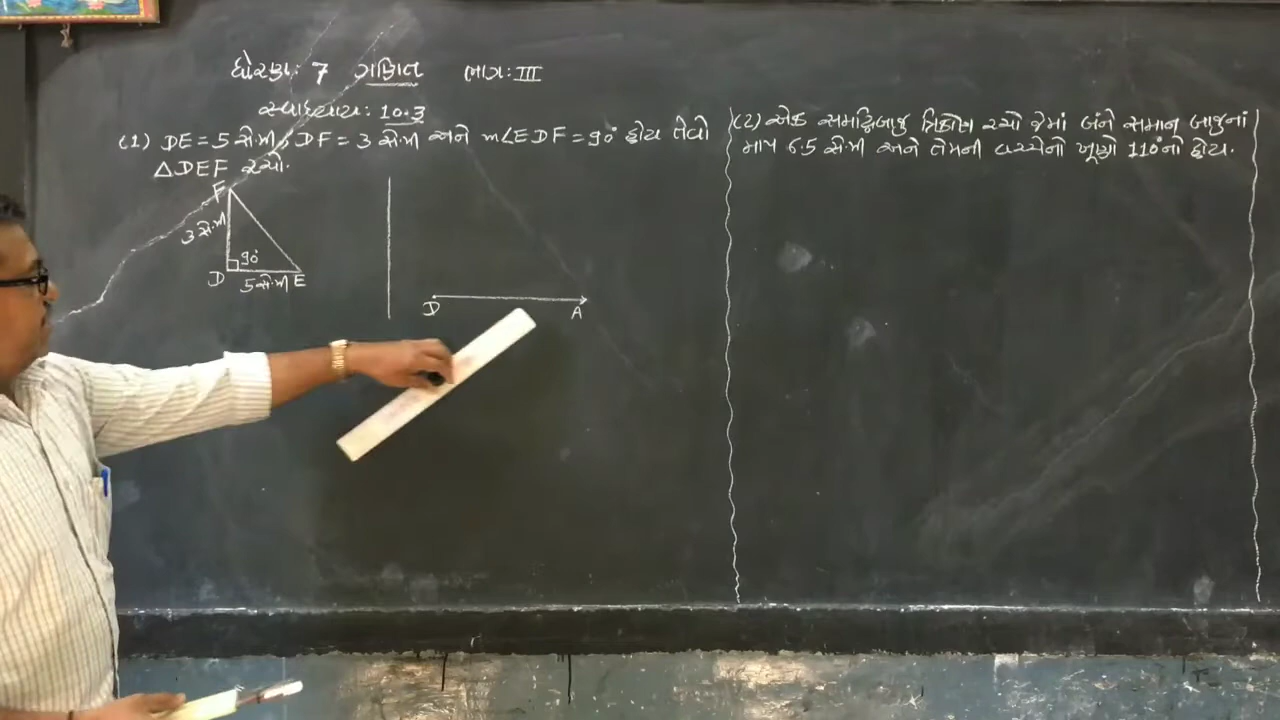 ધોરણ: 7 ગણિત ભાગ: III
સ્વાધ્યાય: 10.3
(1) DE = 5 સે.મી, DF = 3 સે.મી અને m∠EDF = 90° હોય તેવો
△DEF રચો.
F
3 સે.મી
90°
D
5 સે.મી
E
D
A
(2) એક સમદ્વિબાજુ ત્રિકોણ રચો જેમાં બંને સમાન બાજુનાં
માપ 6.5 સે.મી અને તેમની વચ્ચેનો ખૂણો 110°નો હોય.